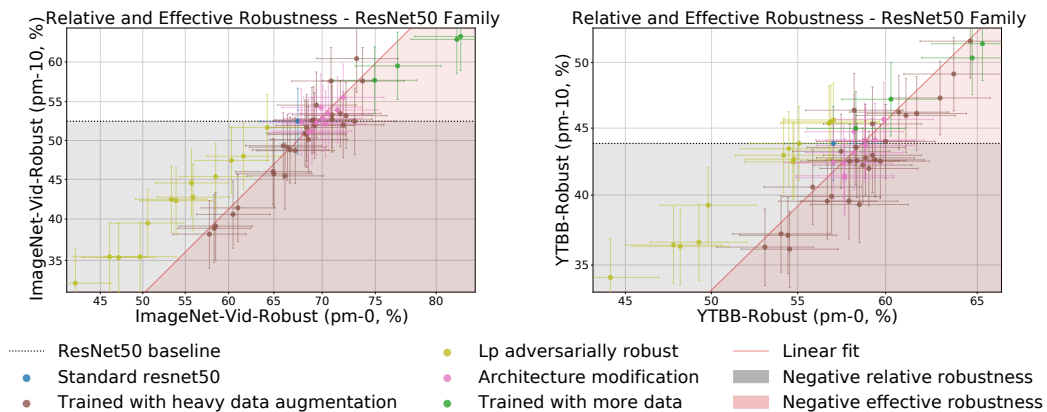 Relative and Effective Robustness - ResNet50 Family
ImageNet-Vid-Robust (pm-10, %)
60
55
50
45
40
35
45
50
55
60
65
70
75
80
ImageNet-Vid-Robust (pm-0, %)
Relative and Effective Robustness - ResNet50 Family
YTBB-Robust (pm-10, %)
50
45
40
35
45
50
55
60
65
YTBB-Robust (pm-0, %)
ResNet50 baseline
Standard resnet50
Trained with heavy data augmentation
Lp adversarially robust
Architecture modification
Trained with more data
Linear fit
Negative relative robustness
Negative effective robustness